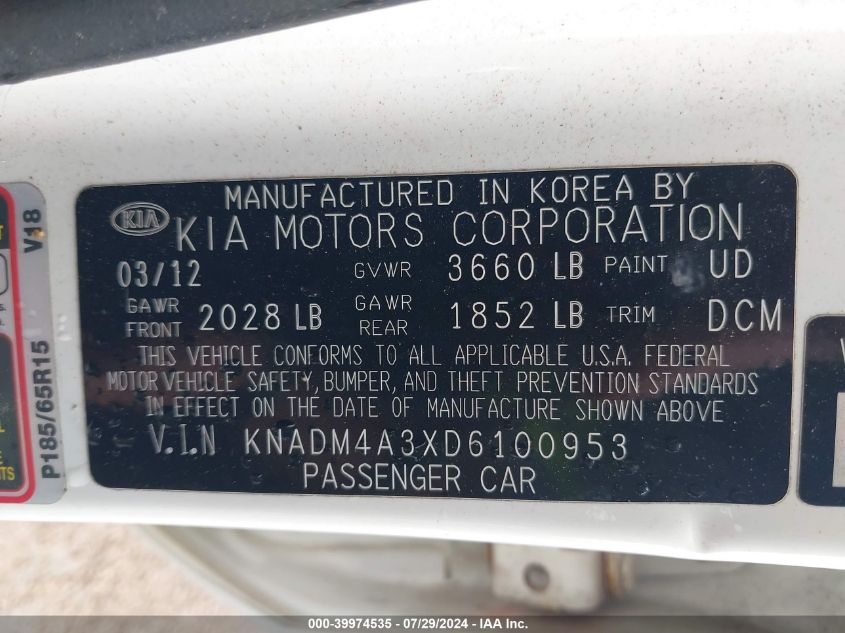 MANUFACTURED IN KOREA BY
KIA KIA MOTORS CORPORATION
03/12 GVWR 3660 LB PAINT UD
GAWR FRONT 2028 LB GAWR REAR 1852 LB TRIM DCM
THIS VEHICLE CONFORMS TO ALL APPLICABLE U.S.A. FEDERAL
MOTOR VEHICLE SAFETY, BUMPER, AND THEFT PREVENTION STANDARDS
IN EFFECT ON THE DATE OF MANUFACTURE SHOWN ABOVE
V.I.N KNADM4A3XD6100953
PASSENGER CAR
P185/65R15 V18
000-39974535 - 07/29/2024 - IAA Inc.